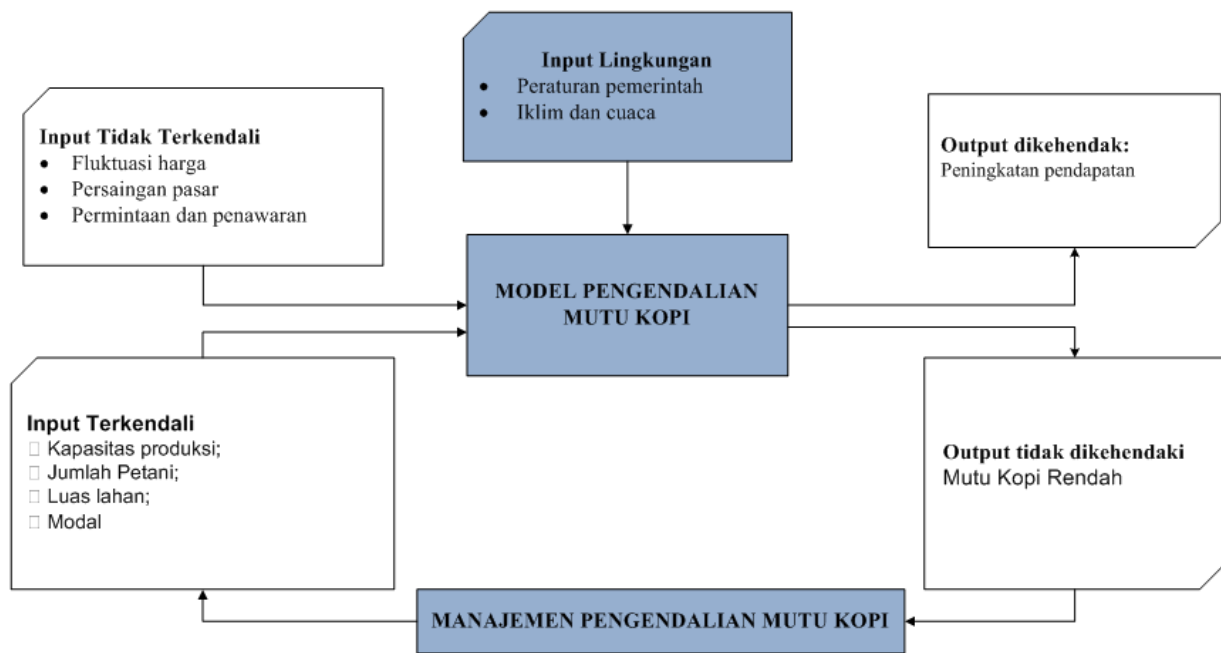 Input Lingkungan
• Peraturan pemerintah
• Iklim dan cuaca
Input Tidak Terkendali
• Fluktuasi harga
• Persaingan pasar
• Permintaan dan penawaran
Output dikehendak:
Peningkatan pendapatan
MODEL PENGENDALIAN
MUTU KOPI
Input Terkendali
□ Kapasitas produksi;
□ Jumlah Petani;
□ Luas lahan;
□ Modal
Output tidak dikehendaki
Mutu Kopi Rendah
MANAJEMEN PENGENDALIAN MUTU KOPI